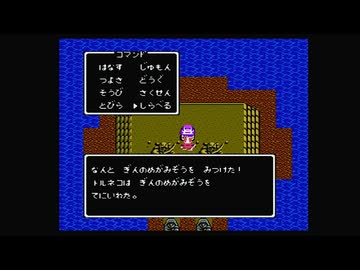 コマンド
はなす じゅもん
つよさ どうぐ
そうび さくせん
とびら ▶しらべる
なんと ぎんのめがみぞうを みつけた！
トルネコは ぎんのめがみぞうを
てにいれた。